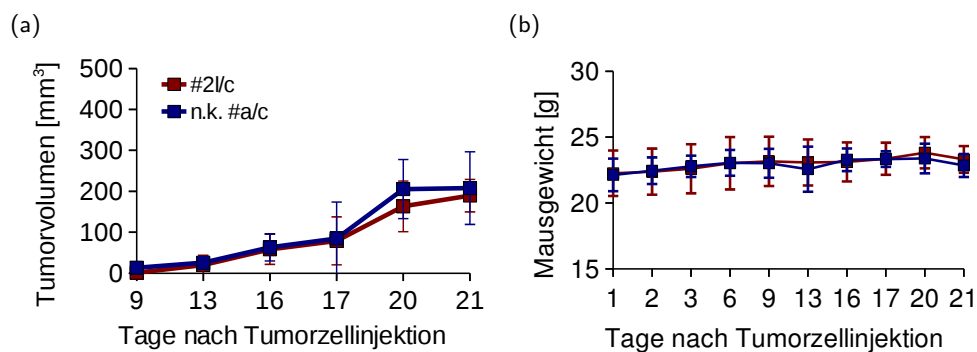 (a)
Tumorvolumen [mm³]
500
400
300
200
100
0
#2l/c
n.k. #a/c
9 13 16 17 20 21
Tage nach Tumorzellinjektion
(b)
Mausgewicht [g]
30
25
20
15
1 2 3 6 9 13 16 17 20 21
Tage nach Tumorzellinjektion